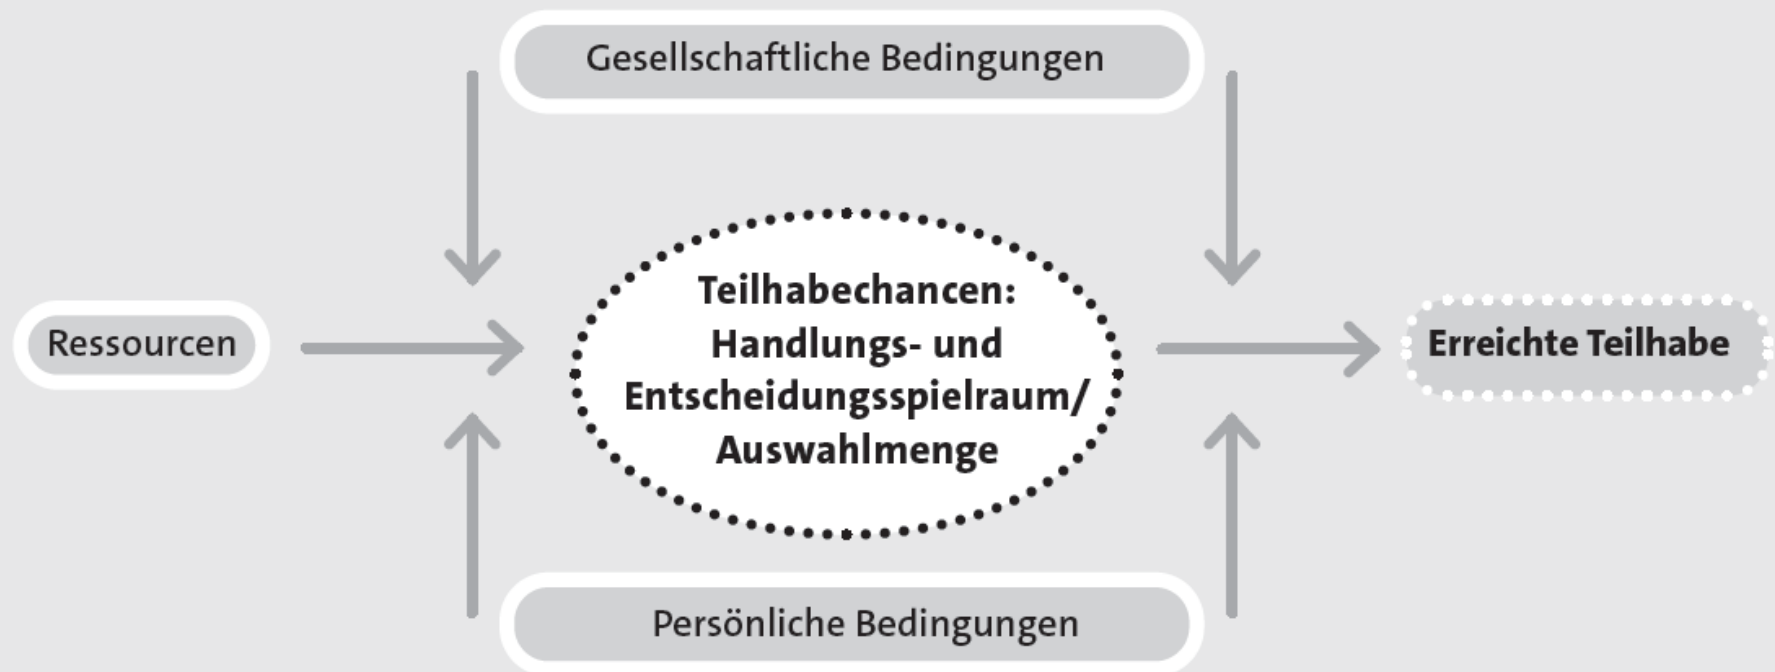 Gesellschaftliche Bedingungen
Ressourcen
Teilhabechancen:
Handlungs- und
Entscheidungsspielraum/
Auswahlmenge
Erreichte Teilhabe
Persönliche Bedingungen